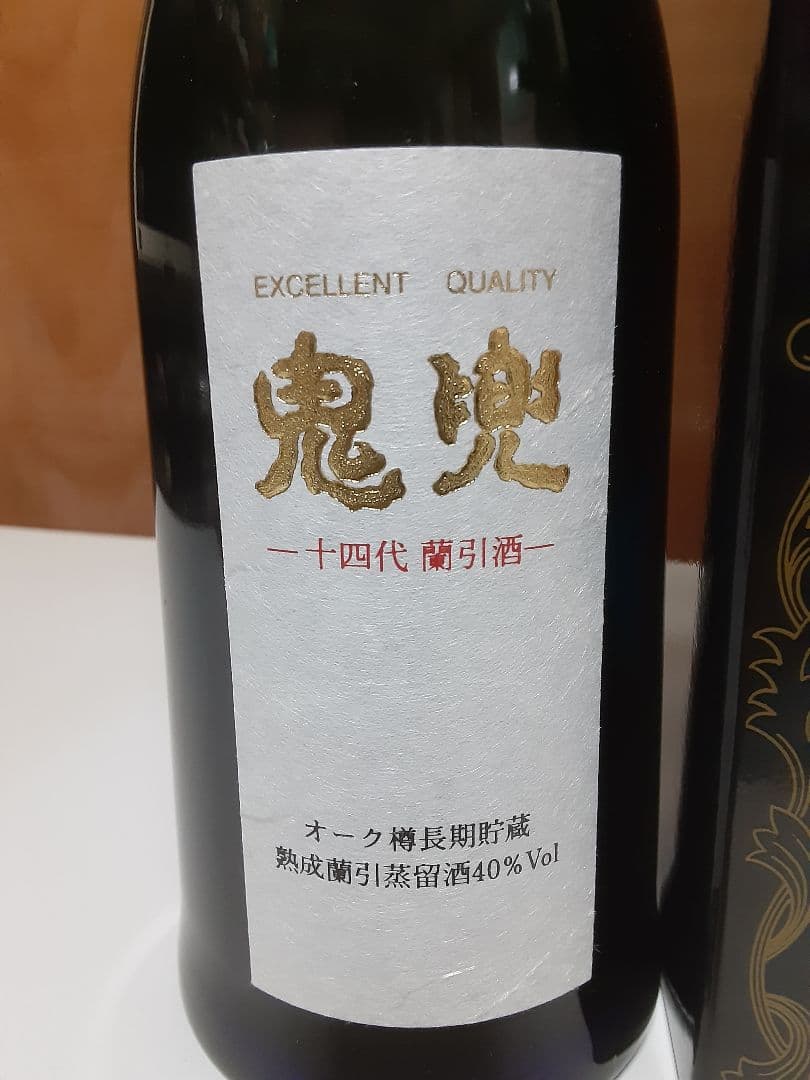 EXCELLENT QUALITY
鬼兜
―十四代 蘭引酒―
オーク樽長期貯蔵
熟成蘭引蒸留酒40%Vol